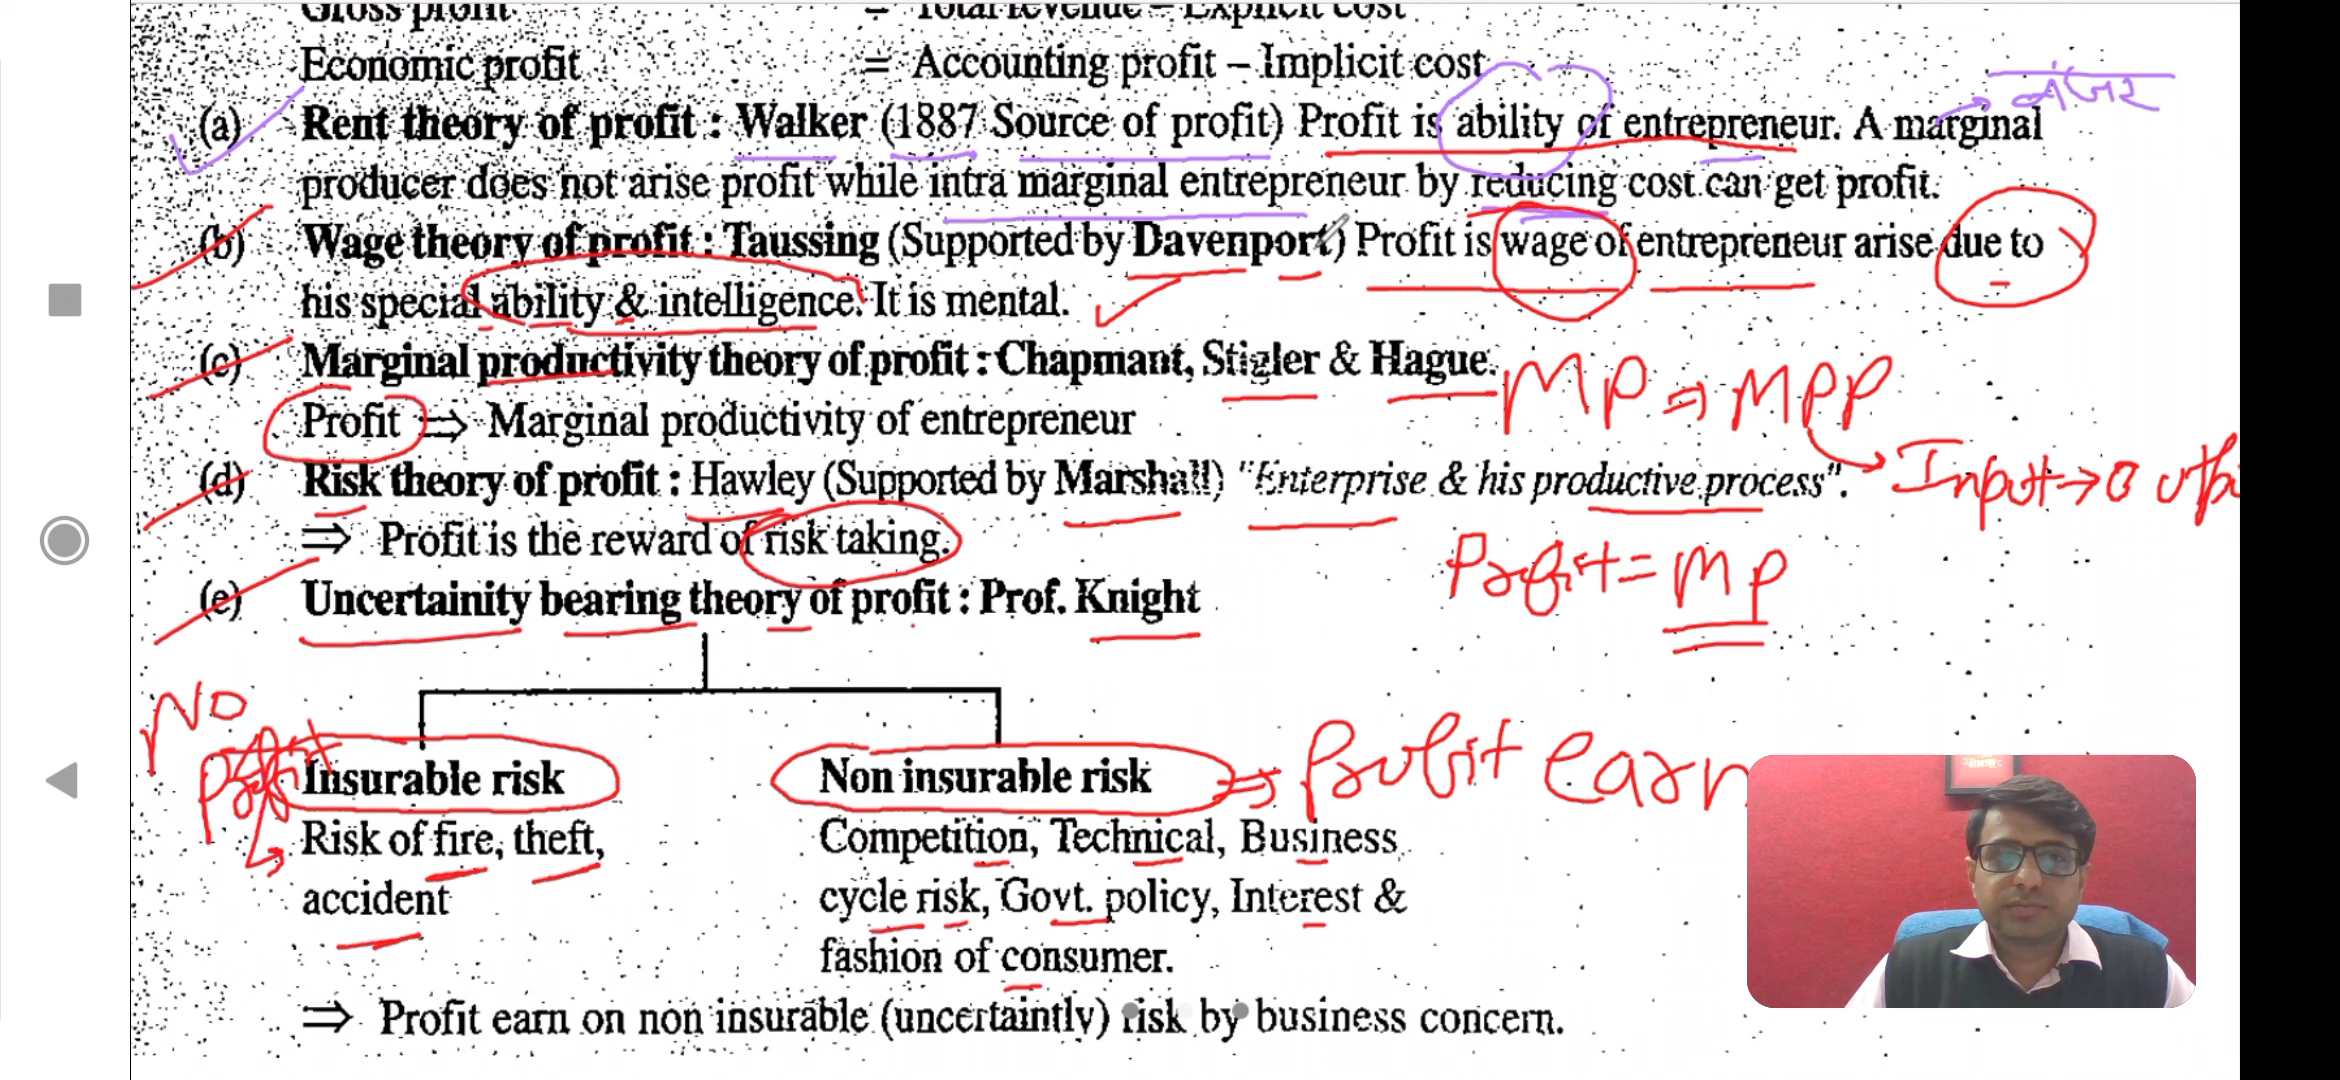 Gross profit = Total revenue – Explicit cost
Economic profit = Accounting profit – Implicit cost
(a) Rent theory of profit : Walker (1887 Source of profit) Profit is ability of entrepreneur. A marginal
producer does not arise profit while intra marginal entrepreneur by reducing cost can get profit.
(b) Wage theory of profit : Taussing (Supported by Davenport) Profit is wage of entrepreneur arise due to
his special ability & intelligence. It is mental.
(c) Marginal productivity theory of profit : Chapmant, Stigler & Hague.
MP ⇒ MPP
Profit ⇒ Marginal productivity of entrepreneur
(d) Risk theory of profit : Hawley (Supported by Marshall) "Enterprise & his productive process".
Input →
⇒ Profit is the reward of risk taking.
Profit = MP
(e) Uncertainity bearing theory of profit : Prof. Knight
NO
Profit
Insurable risk Non insurable risk ⇒ Profit earn
Risk of fire, theft, Competition, Technical, Business
accident cycle risk, Govt. policy, Interest &
fashion of consumer.
⇒ Profit earn on non insurable (uncertaintly) risk by business concern.